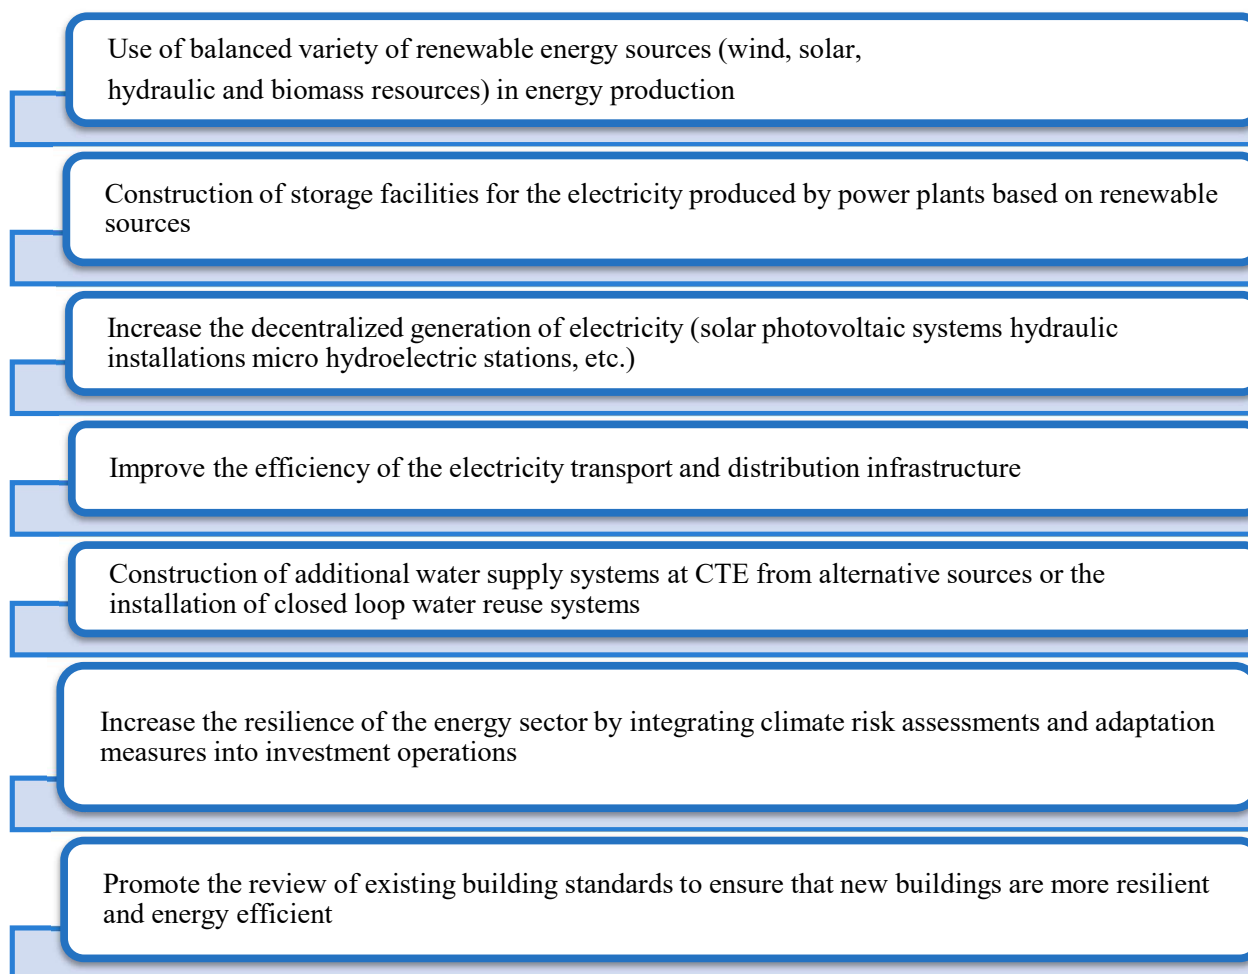 Use of balanced variety of renewable energy sources (wind, solar,
hydraulic and biomass resources) in energy production
Construction of storage facilities for the electricity produced by power plants based on renewable
sources
Increase the decentralized generation of electricity (solar photovoltaic systems hydraulic
installations micro hydroelectric stations, etc.)
Improve the efficiency of the electricity transport and distribution infrastructure
Construction of additional water supply systems at CTE from alternative sources or the
installation of closed loop water reuse systems
Increase the resilience of the energy sector by integrating climate risk assessments and adaptation
measures into investment operations
Promote the review of existing building standards to ensure that new buildings are more resilient
and energy efficient